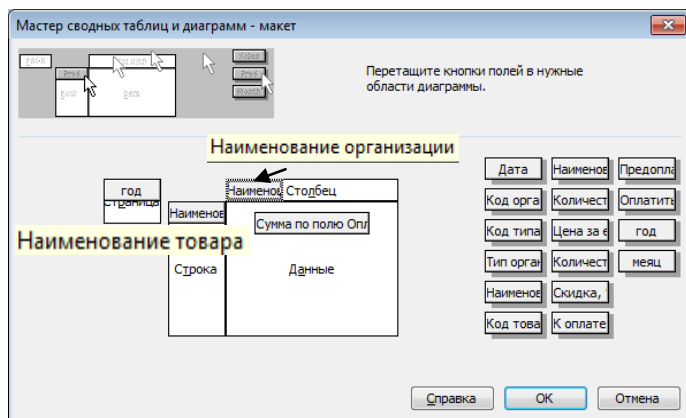 Мастер сводных таблиц и диаграмм - макет
Перетащите кнопки полей в нужные
области диаграммы.
Наименование организации
год
Страница
Наименов
Столбец
Наименов
Сумма по полю Опл
Наименование товара
Строка
Данные
Дата
Наименов
Предопла
Код орга
Количест
Оплатить
Код типа
Цена за е
год
Тип орган
Количест
меяц
Наименов
Скидка,
Код това
К оплате
Справка
ОК
Отмена